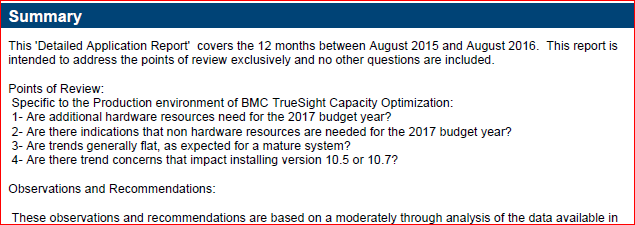 Summary
This 'Detailed Application Report'  covers the 12 months between August 2015 and August 2016.  This report is
intended to address the points of review exclusively and no other questions are included.
Points of Review:
Specific to the Production environment of BMC TrueSight Capacity Optimization:
1- Are additional hardware resources need for the 2017 budget year?
2- Are there indications that non hardware resources are needed for the 2017 budget year?
3- Are trends generally flat, as expected for a mature system?
4- Are there trend concerns that impact installing version 10.5 or 10.7?
Observations and Recommendations:
These observations and recommendations are based on a moderately through analysis of the data available in